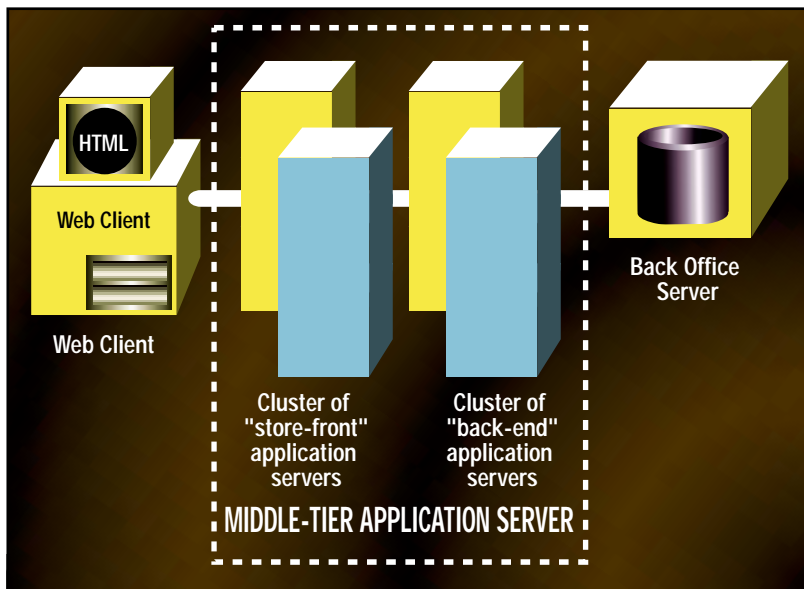 HTML
Web Client
Web Client
Cluster of
"store-front"
application
servers
Cluster of
"back-end"
application
servers
Back Office
Server
MIDDLE-TIER APPLICATION SERVER